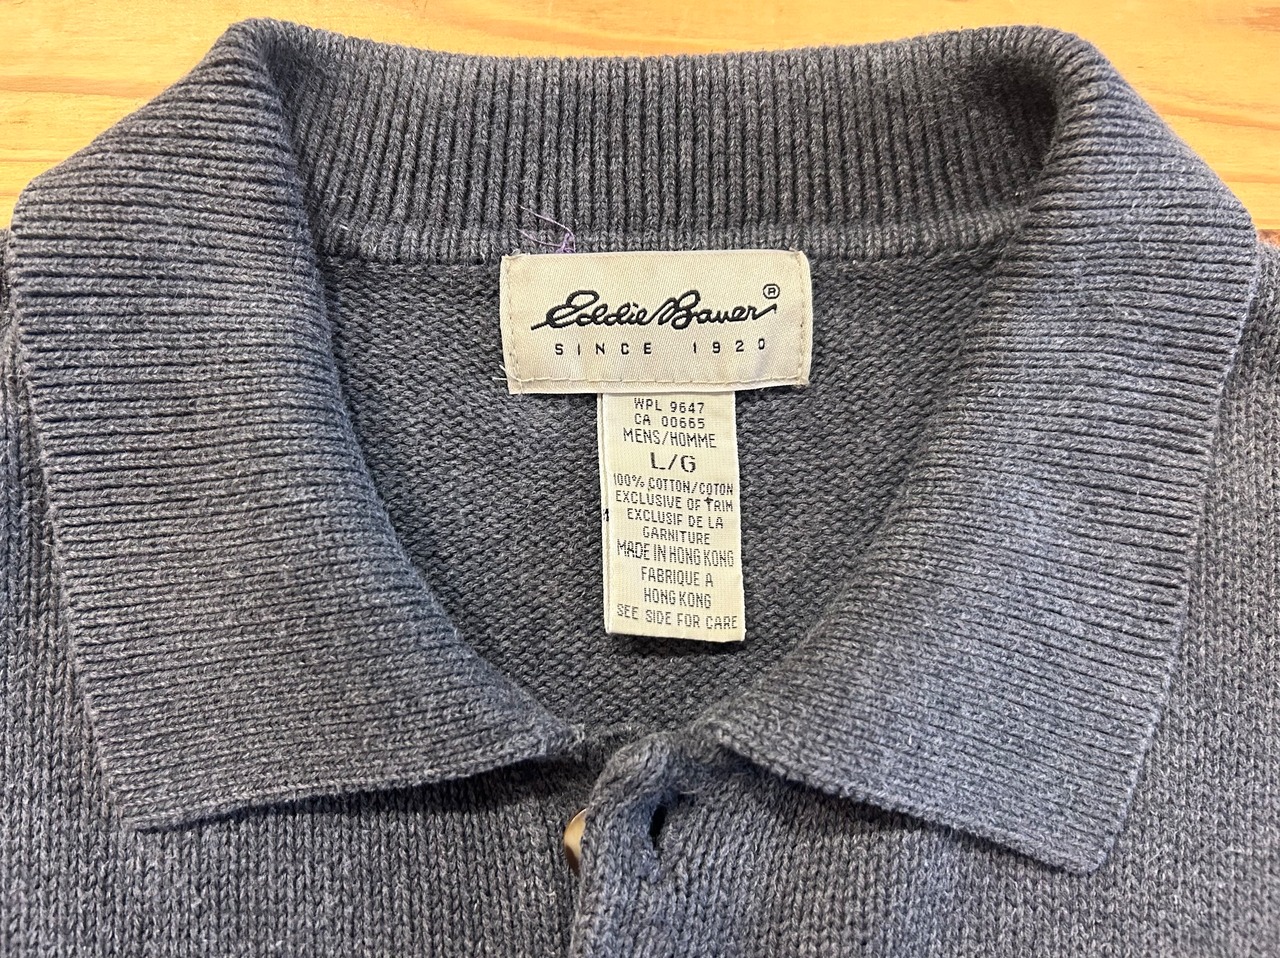 Eddie Bauer®
SINCE 1920
WPL 9647
CA 00665
MENS/HOMME
L/G
100% COTTON/COTON
EXCLUSIVE OF TRIM
EXCLUSIF DE LA
GARNITURE
MADE IN HONG KONG
FABRIQUE A
HONG KONG
SEE SIDE FOR CARE